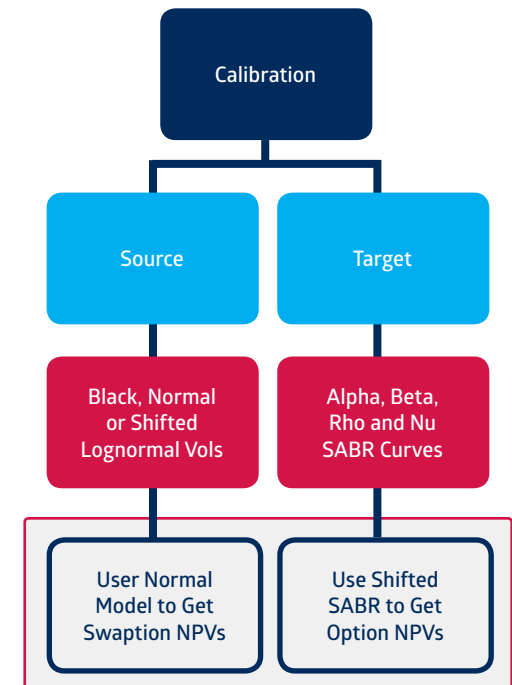 Calibration
Source
Target
Black, Normal
or Shifted
Lognormal Vols
Alpha, Beta,
Rho and Nu
SABR Curves
User Normal
Model to Get
Swaption NPVs
Use Shifted
SABR to Get
Option NPVs